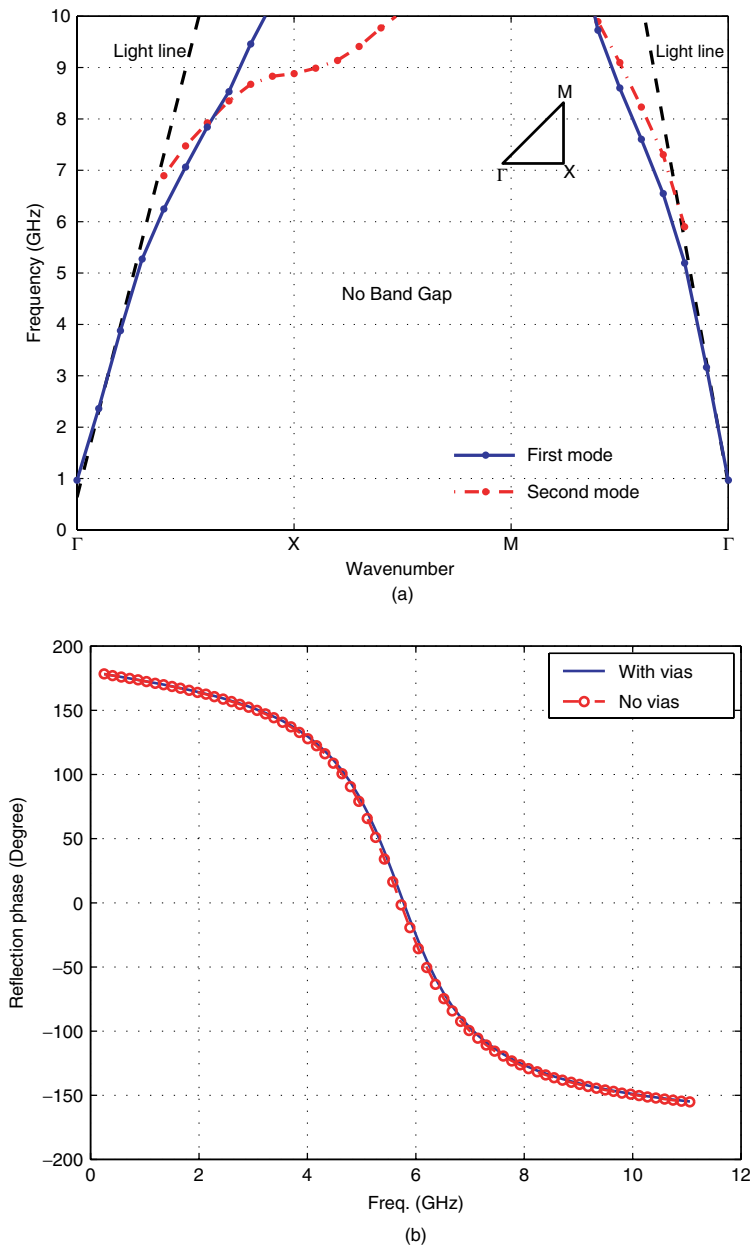 10
9
8
7
6
5
4
3
2
1
0
Frequency (GHz)
Light line
Light line
M
Γ
X
No Band Gap
First mode
Second mode
Γ
X
M
Γ
Wavenumber
(a)
200
150
100
50
0
−50
−100
−150
−200
Reflection phase (Degree)
With vias
No vias
0
2
4
6
8
10
12
Freq. (GHz)
(b)